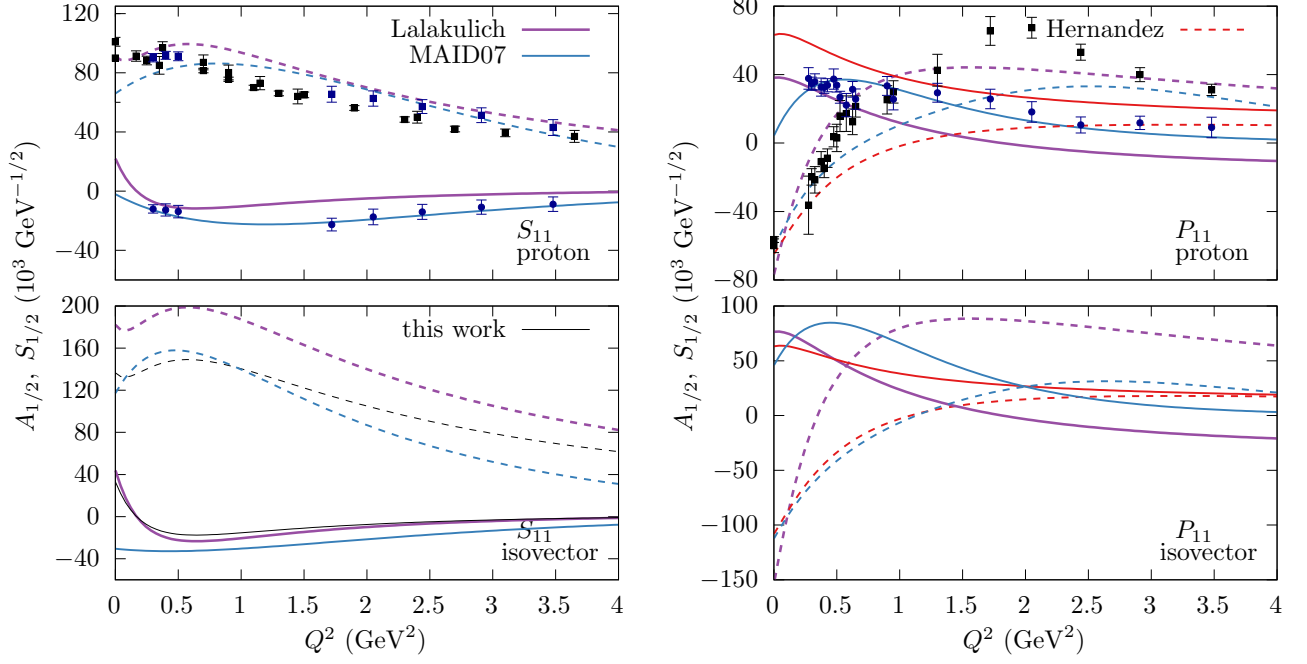 120
80
40
0
−40
Lalakulich
MAID07
S₁₁
proton
80
40
0
−40
−80
Hernandez
P₁₁
proton
A₁/₂, S₁/₂ (10³ GeV⁻¹/²)
200
160
120
80
40
0
−40
this work
S₁₁
isovector
0 0.5 1 1.5 2 2.5 3 3.5 4
Q² (GeV²)
A₁/₂, S₁/₂ (10³ GeV⁻¹/²)
100
50
0
−50
−100
−150
P₁₁
isovector
0 0.5 1 1.5 2 2.5 3 3.5 4
Q² (GeV²)